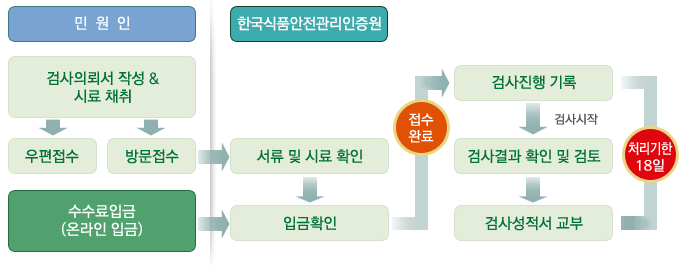 민 원 인
한국식품안전관리인증원
검사의뢰서 작성 &
시료 채취
우편접수
방문접수
수수료입금
(온라인 입금)
서류 및 시료 확인
입금확인
접수
완료
검사진행 기록
검사시작
검사결과 확인 및 검토
검사성적서 교부
처리기한
18일